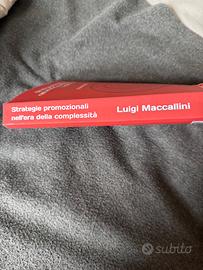 Strategie promozionali
nell'era della complessità
Luigi Maccallini
subito